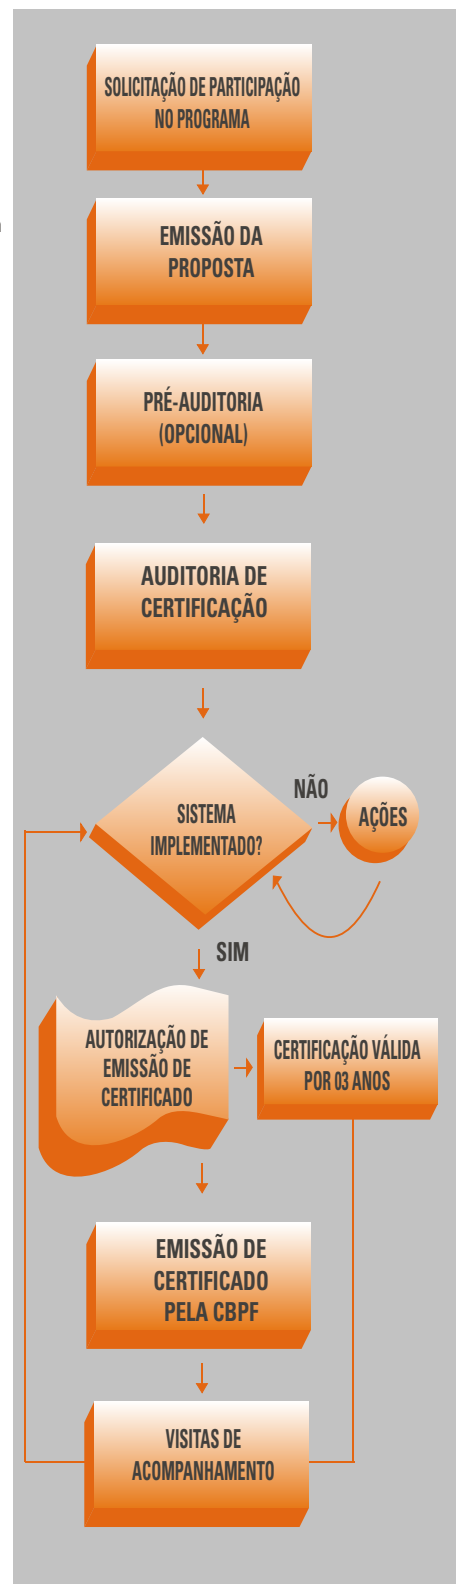 SOLICITAÇÃO DE PARTICIPAÇÃO
NO PROGRAMA
EMISSÃO DA
PROPOSTA
PRÉ-AUDITORIA
(OPCIONAL)
AUDITORIA DE
CERTIFICAÇÃO
SISTEMA
IMPLEMENTADO?
NÃO
AÇÕES
SIM
AUTORIZAÇÃO DE
EMISSÃO DE
CERTIFICADO
CERTIFICAÇÃO VÁLIDA
POR 03 ANOS
EMISSÃO DE
CERTIFICADO
PELA CBPF
VISITAS DE
ACOMPANHAMENTO